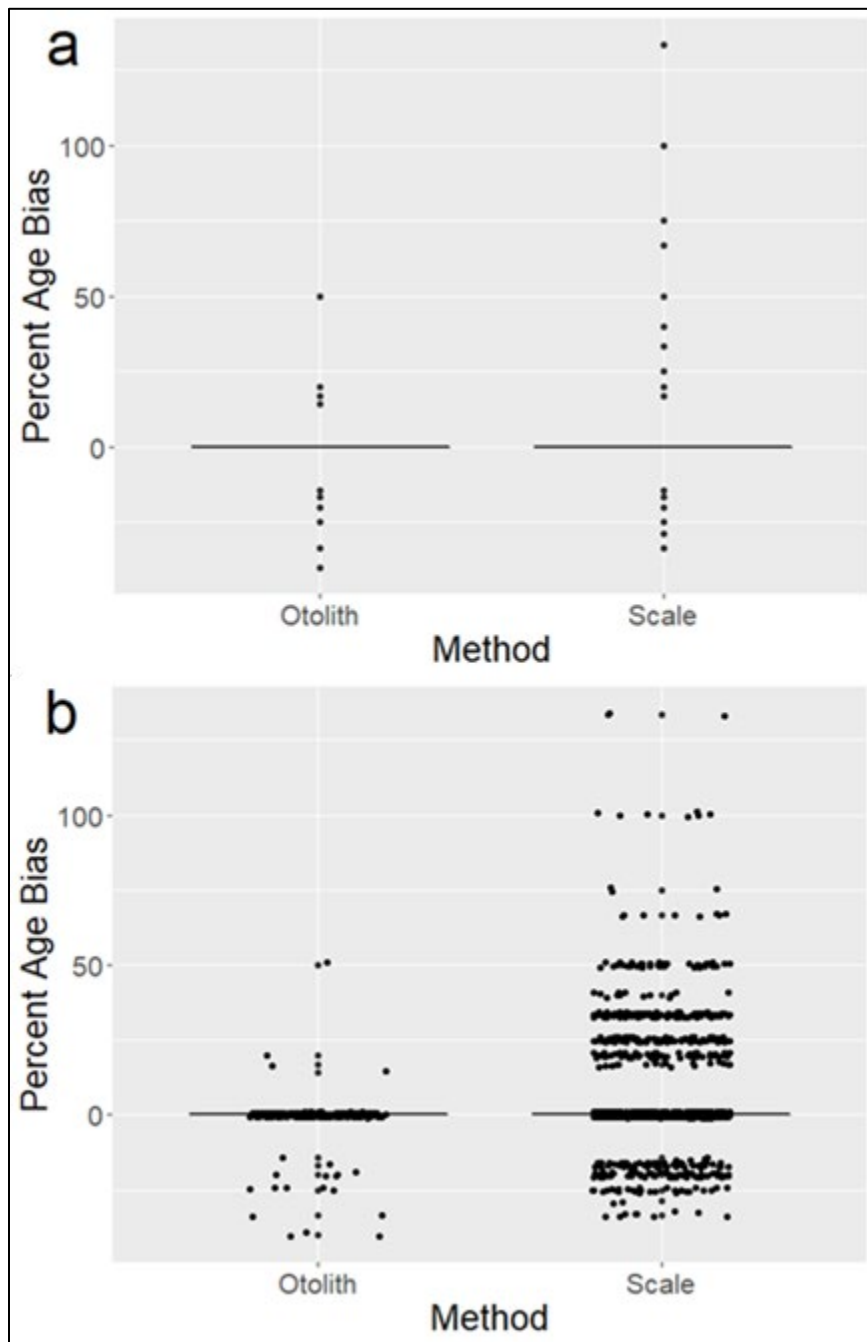 a
Percent Age Bias
100
50
0
Otolith Scale
Method
b
Percent Age Bias
100
50
0
Otolith Scale
Method